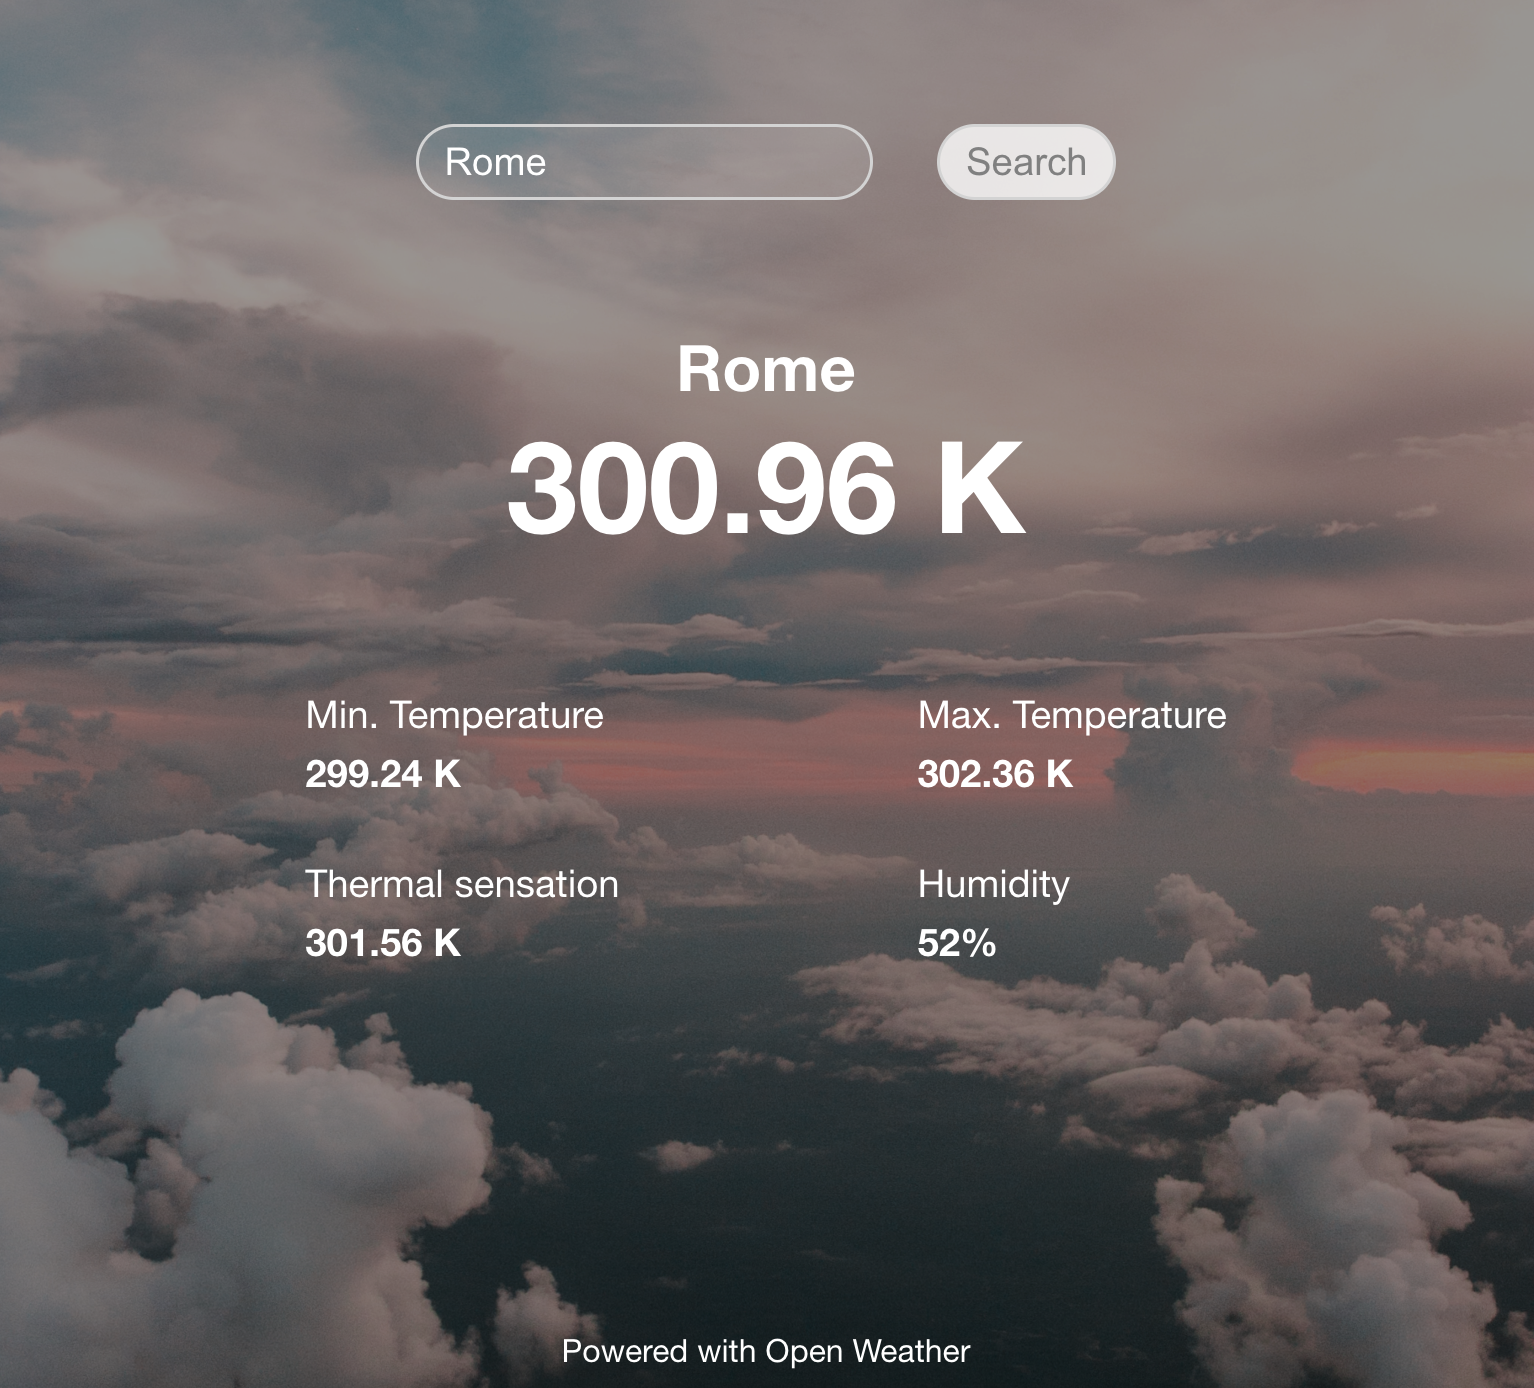 Rome
Search
Rome
300.96 K
Min. Temperature
299.24 K
Max. Temperature
302.36 K
Thermal sensation
301.56 K
Humidity
52%
Powered with Open Weather